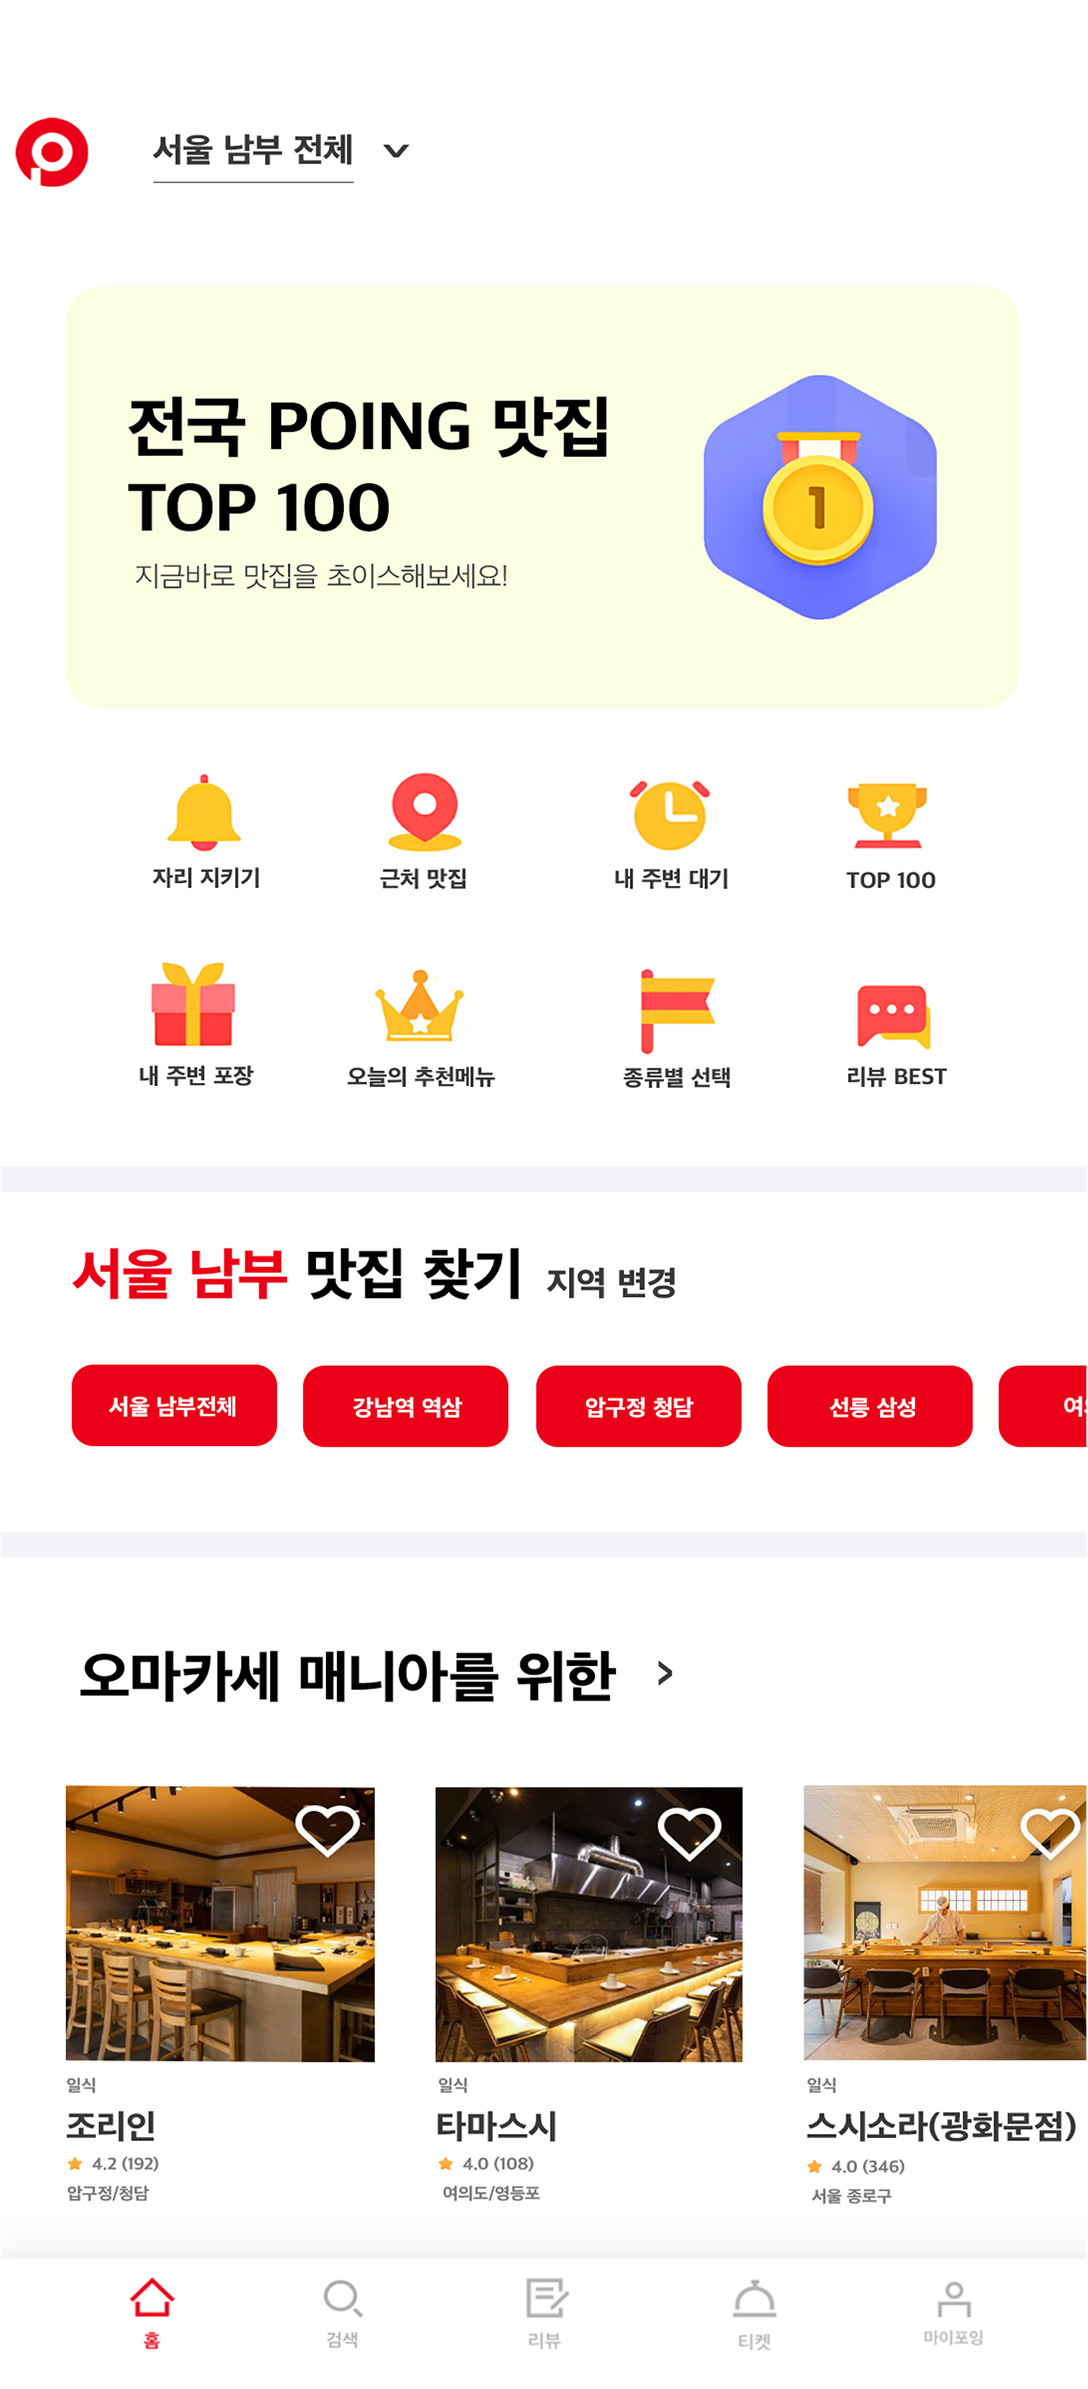 서울 남부 전체
전국 POING 맛집
TOP 100
지금바로 맛집을 초이스해보세요!
1
자리 지키기
근처 맛집
내 주변 대기
TOP 100
내 주변 포장
오늘의 추천메뉴
종류별 선택
리뷰 BEST
서울 남부 맛집 찾기 지역 변경
서울 남부전체
강남역 역삼
압구정 청담
선릉 삼성
오마카세 매니아를 위한 >
일식
조리인
4.2 (192)
압구정/청담
일식
타마스시
4.0 (108)
여의도/영등포
일식
스시소라(광화문점)
4.0 (346)
서울 종로구
홈
검색
리뷰
티켓
마이포잉